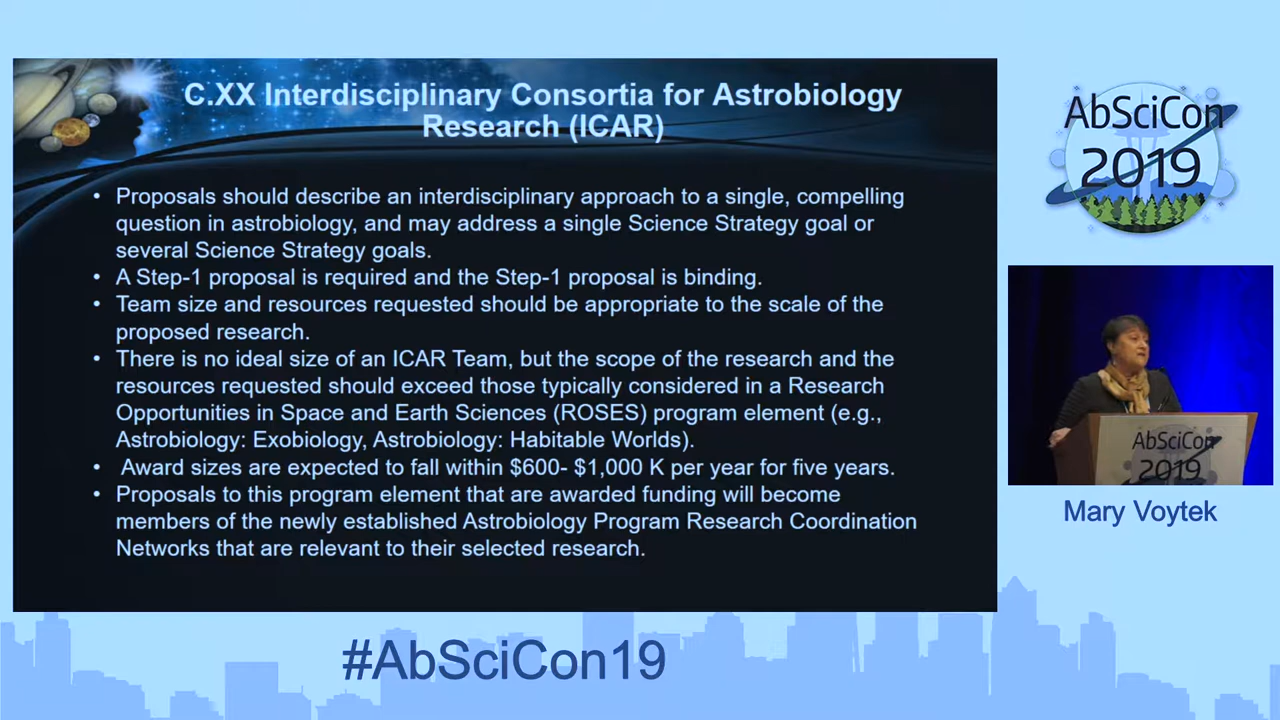 C.XX Interdisciplinary Consortia for Astrobiology
Research (ICAR)
• Proposals should describe an interdisciplinary approach to a single, compelling
question in astrobiology, and may address a single Science Strategy goal or
several Science Strategy goals.
• A Step-1 proposal is required and the Step-1 proposal is binding.
• Team size and resources requested should be appropriate to the scale of the
proposed research.
• There is no ideal size of an ICAR Team, but the scope of the research and the
resources requested should exceed those typically considered in a Research
Opportunities in Space and Earth Sciences (ROSES) program element (e.g.,
Astrobiology: Exobiology, Astrobiology: Habitable Worlds).
• Award sizes are expected to fall within $600- $1,000 K per year for five years.
• Proposals to this program element that are awarded funding will become
members of the newly established Astrobiology Program Research Coordination
Networks that are relevant to their selected research.
AbSciCon
2019
AbSciCon
2019
Mary Voytek
#AbSciCon19